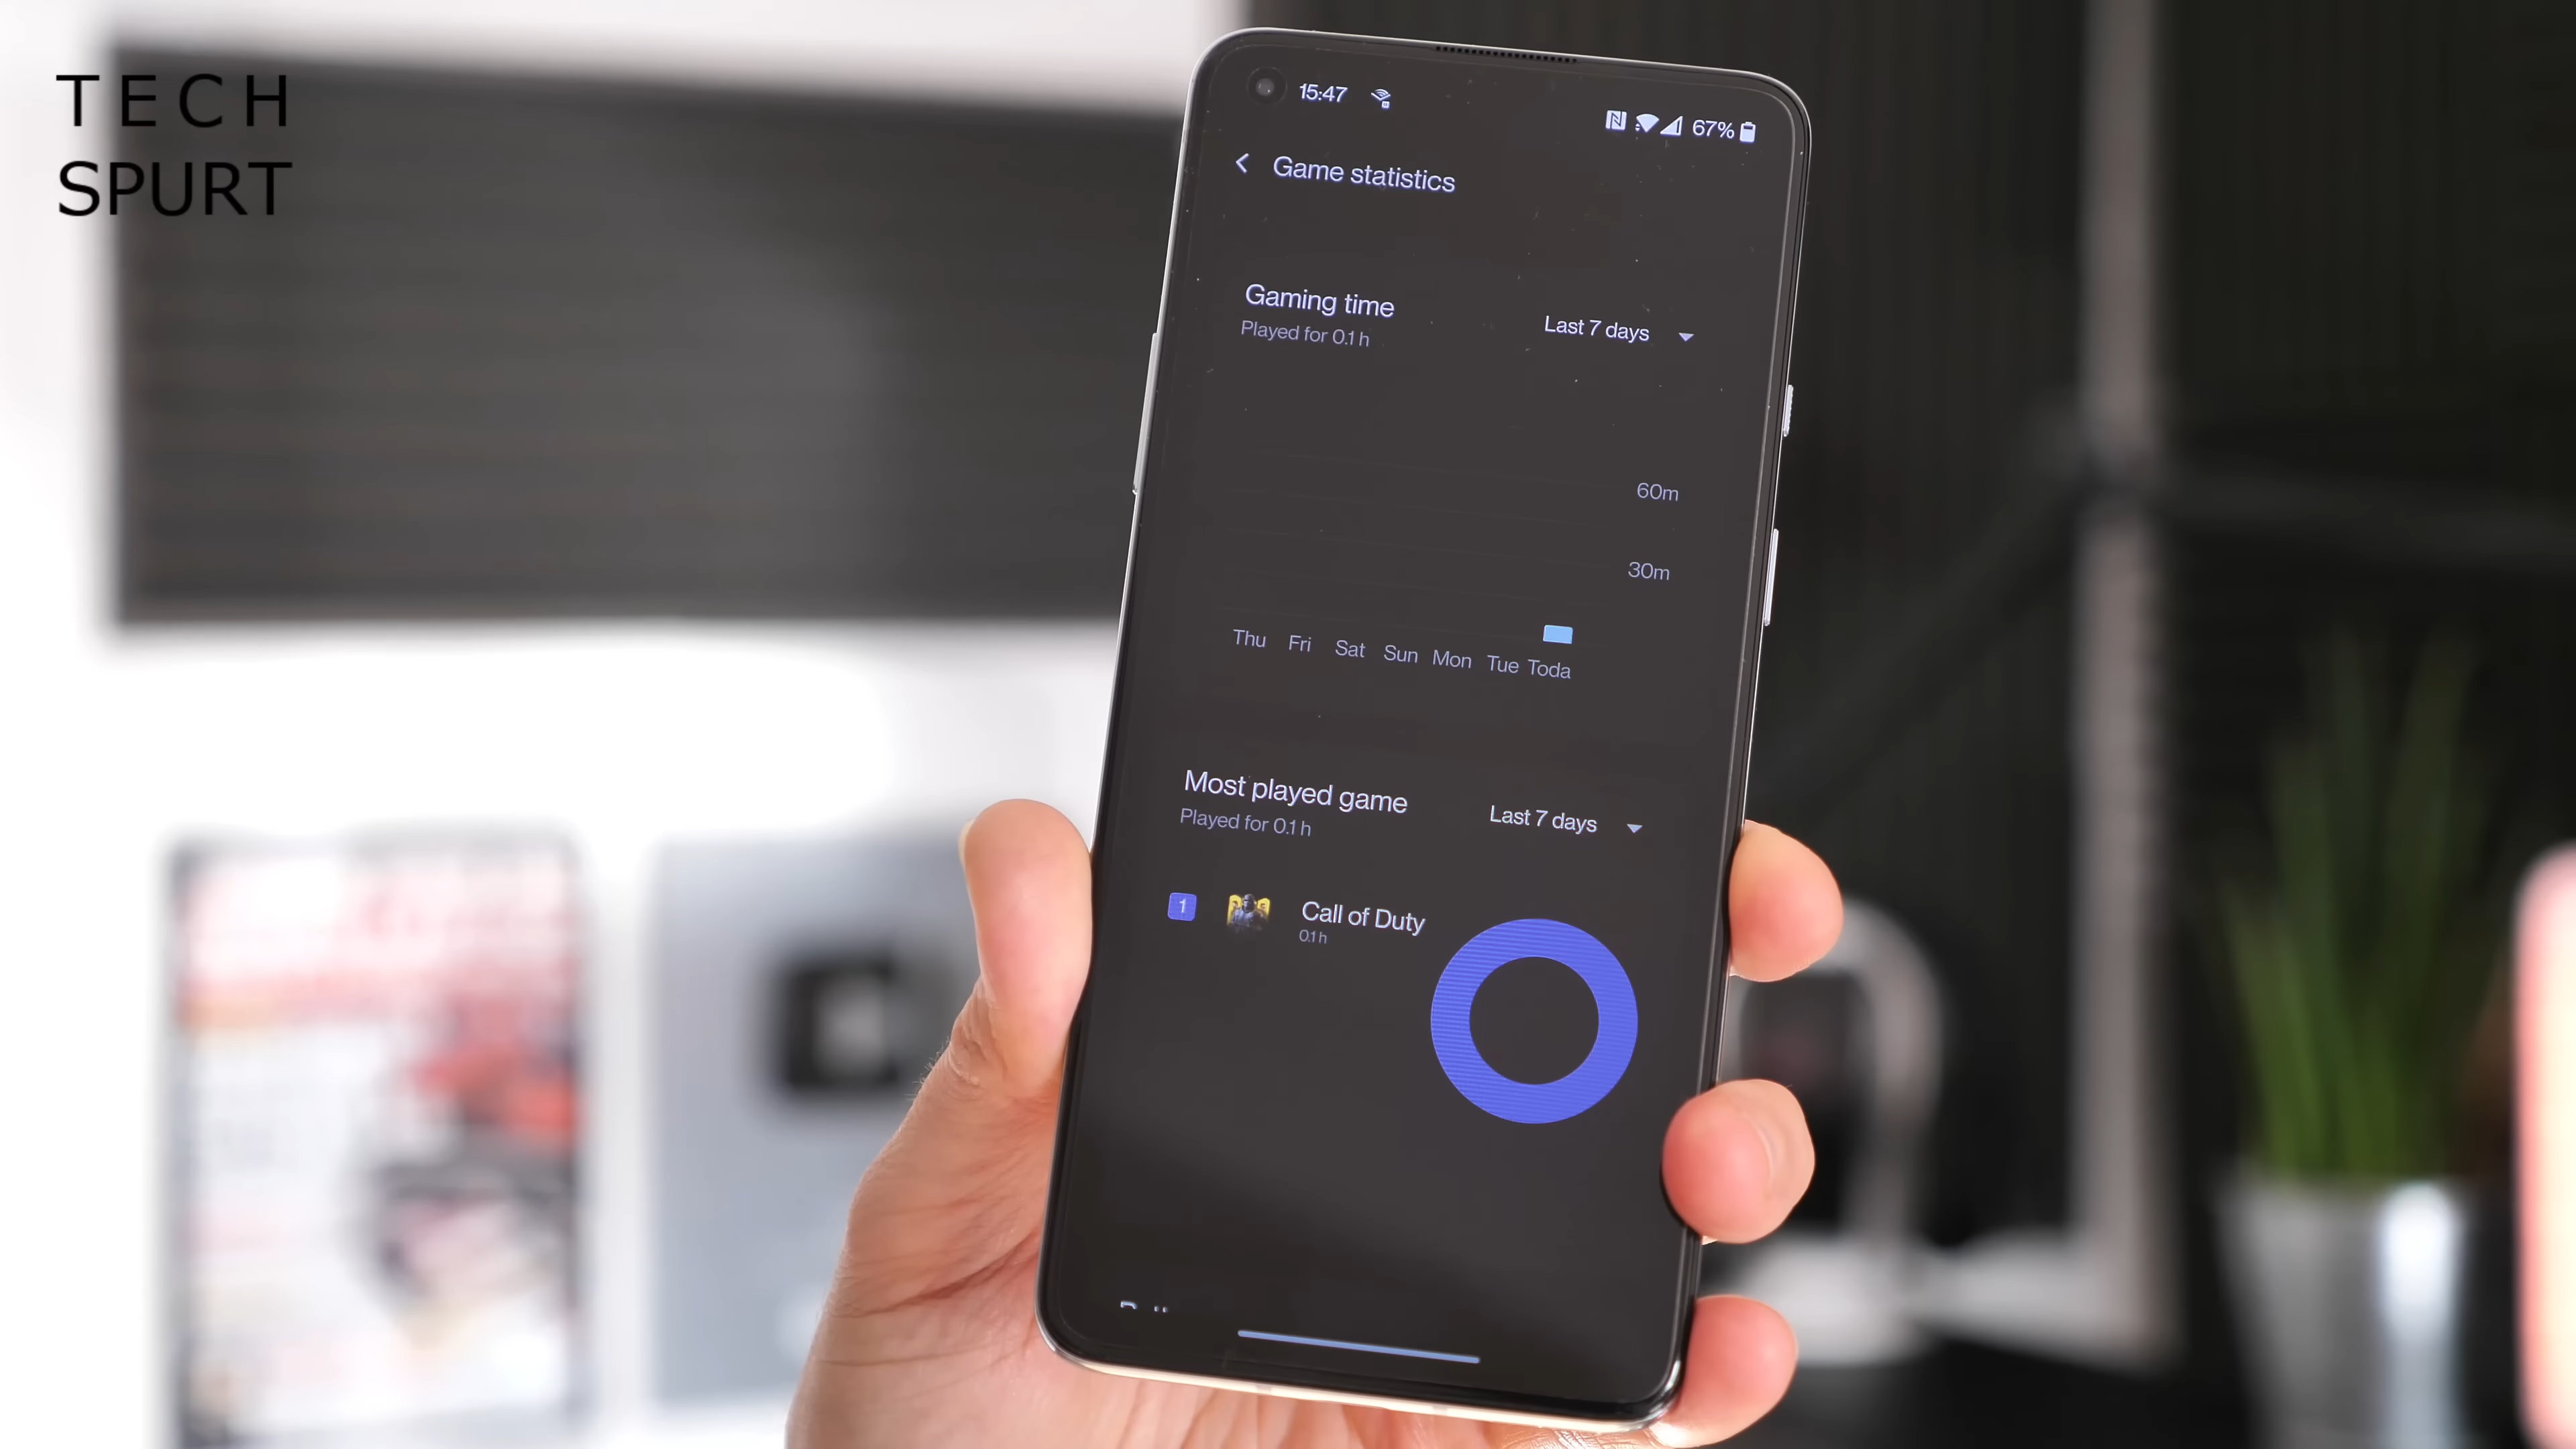 TECH
SPURT
15:47
67%
Game statistics
Gaming time
Last 7 days
Played for 0.1 h
60m
30m
Thu Fri Sat Sun Mon Tue Toda
Most played game
Last 7 days
Played for 0.1 h
1
Call of Duty
0.1 h